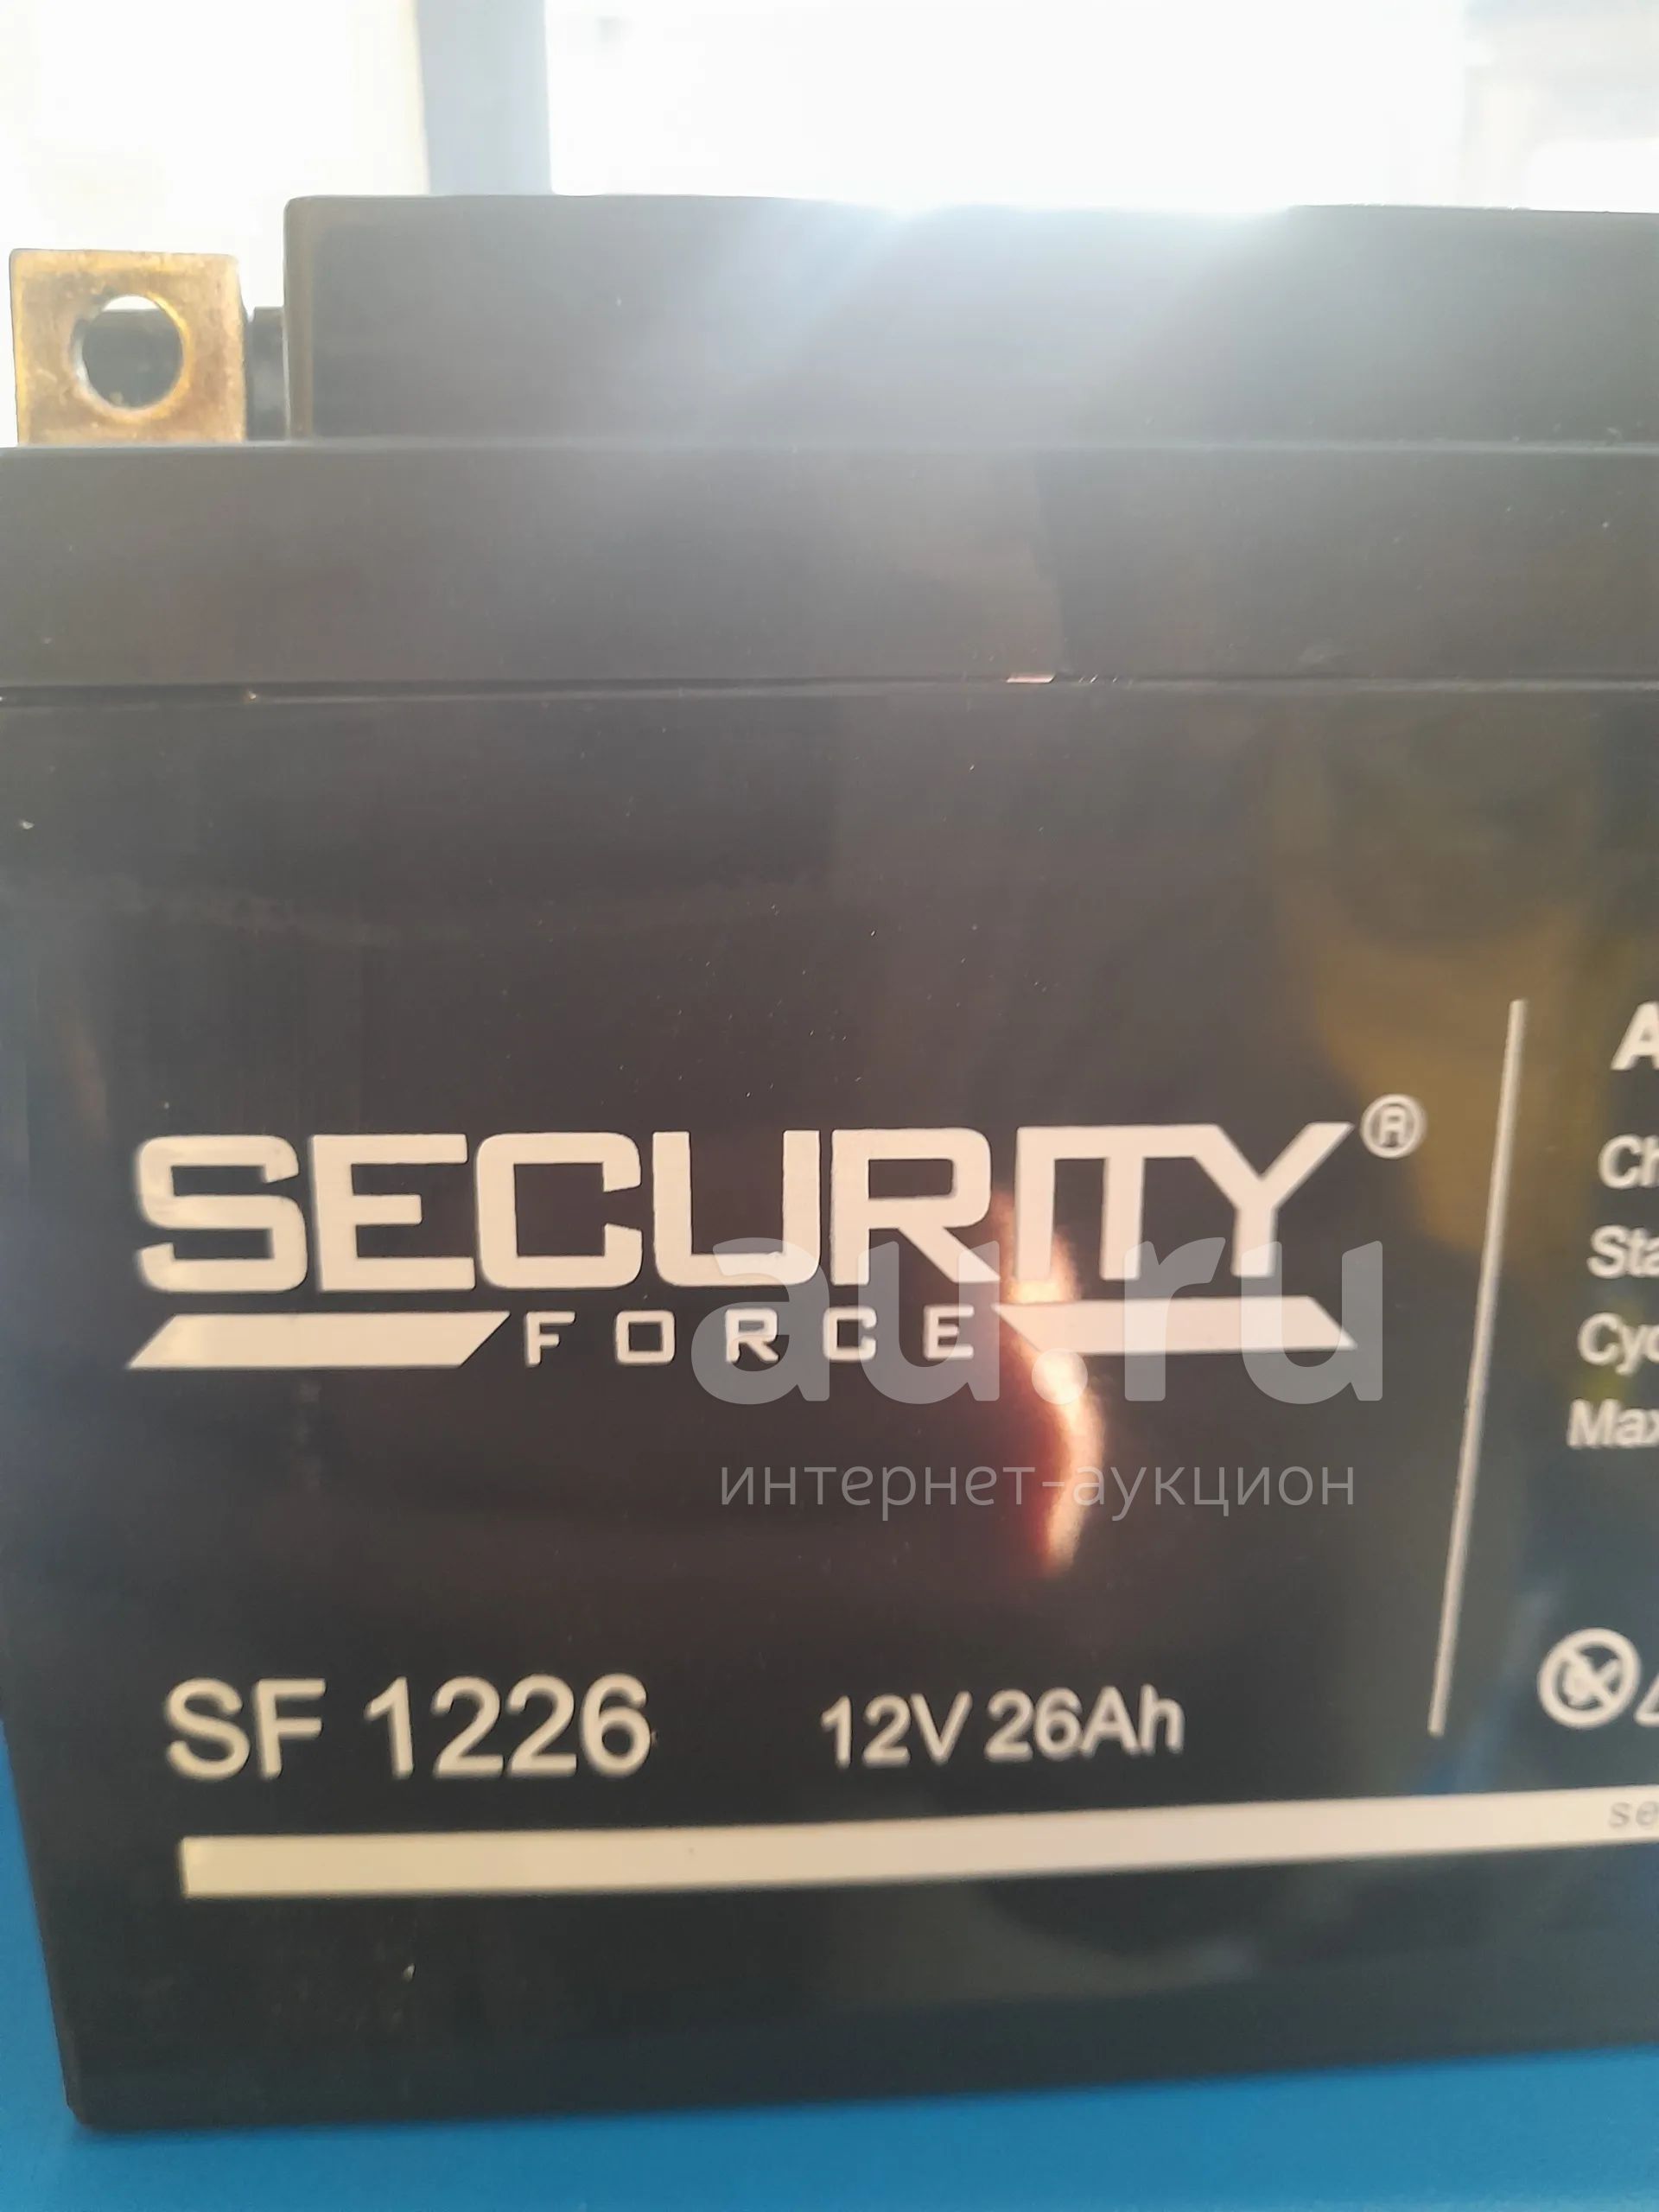 SECURITY®
FORCE
SF 1226 12V 26Ah
au.ru
интернет-аукцион